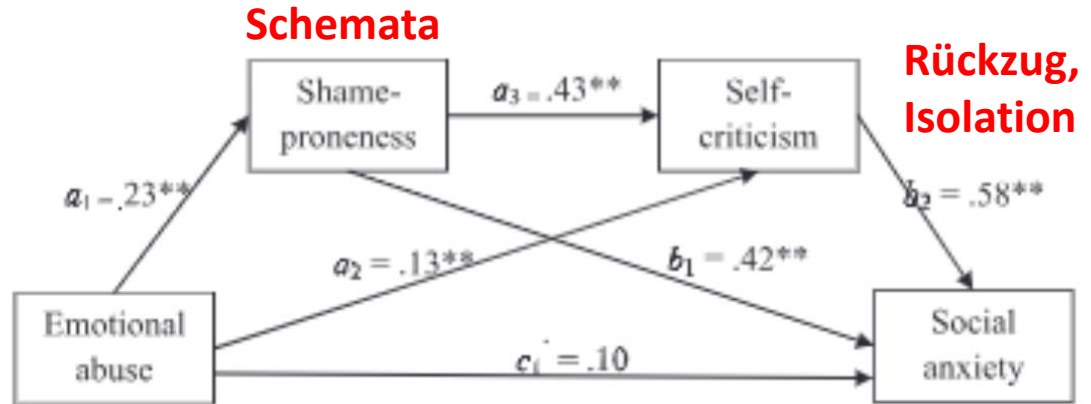 Schemata
Rückzug,
Isolation
Shame-
proneness
a3 = .43**
Self-
criticism
a1 = .23**
a2 = .13**
b1 = .42**
b2 = .58**
Emotional
abuse
c1' = .10
Social
anxiety